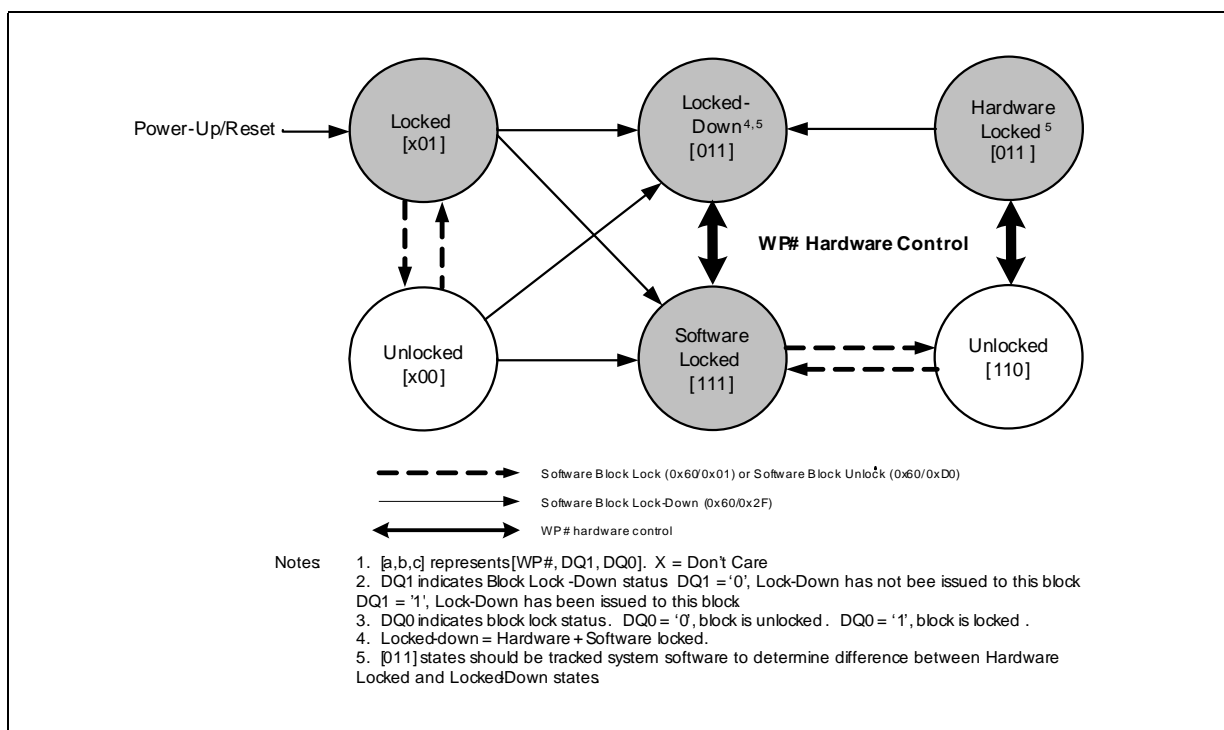 Power-Up/Reset
Locked
[x01]
Locked-
Down4,5
[011]
Hardware
Locked 5
[011]
WP# Hardware Control
Unlocked
[x00]
Software
Locked
[111]
Unlocked
[110]
Software Block Lock (0x60/0x01) or Software Block Unlock (0x60/0xD0)
Software Block Lock-Down (0x60/0x2F)
WP# hardware control
Notes: 1. [a,b,c] represents [WP#, DQ1, DQ0]. X = Don't Care
2. DQ1 indicates Block Lock -Down status. DQ1 = ‘0’, Lock-Down has not bee issued to this block.
DQ1 = ’1’, Lock-Down has been issued to this block.
3. DQ0 indicates block lock status. DQ0 = ‘0’, block is unlocked . DQ0 = ‘1’, block is locked .
4. Locked-down = Hardware + Software locked.
5. [011] states should be tracked system software to determine difference between Hardware
Locked and Locked-Down states.